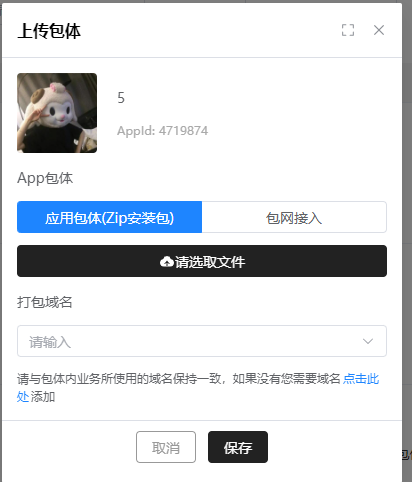 上传包体
5
AppId: 4719874
App包体
应用包体(Zip安装包)
包网接入
请选取文件
打包域名
请输入
请与包体内业务所使用的域名保持一致，如果没有您需要域名 点击此
处 添加
取消
保存